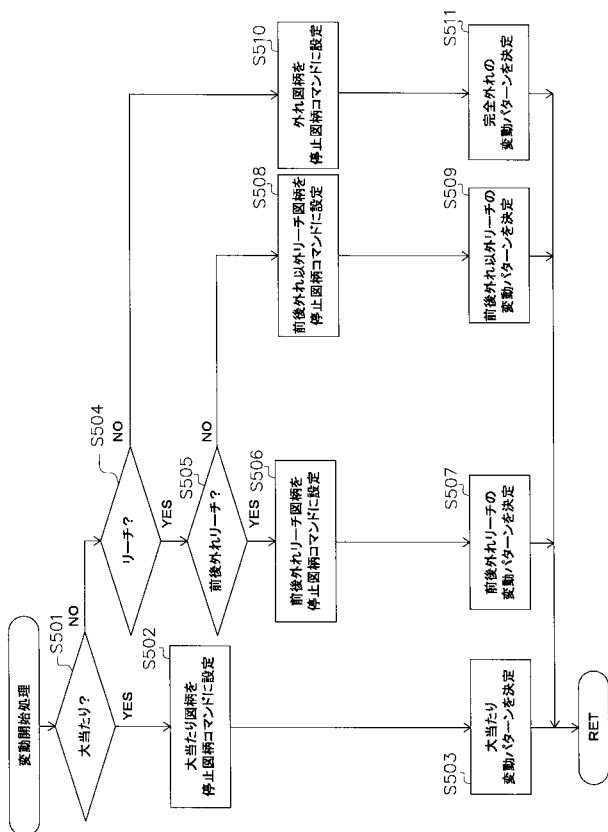 変動開始処理
S501
大当たり?
NO
YES
S502
大当たり図柄を
停止図柄コマンドに設定
S503
大当たり
変動パターンを決定
S504
リーチ?
NO
YES
S505
前後外れリーチ?
NO
YES
S506
前後外れリーチ図柄を
停止図柄コマンドに設定
S507
前後外れリーチの
変動パターンを決定
S508
前後外れ以外リーチ図柄を
停止図柄コマンドに設定
S509
前後外れ以外リーチの
変動パターンを決定
S510
外れ図柄を
停止図柄コマンドに設定
S511
完全外れの
変動パターンを決定
RET